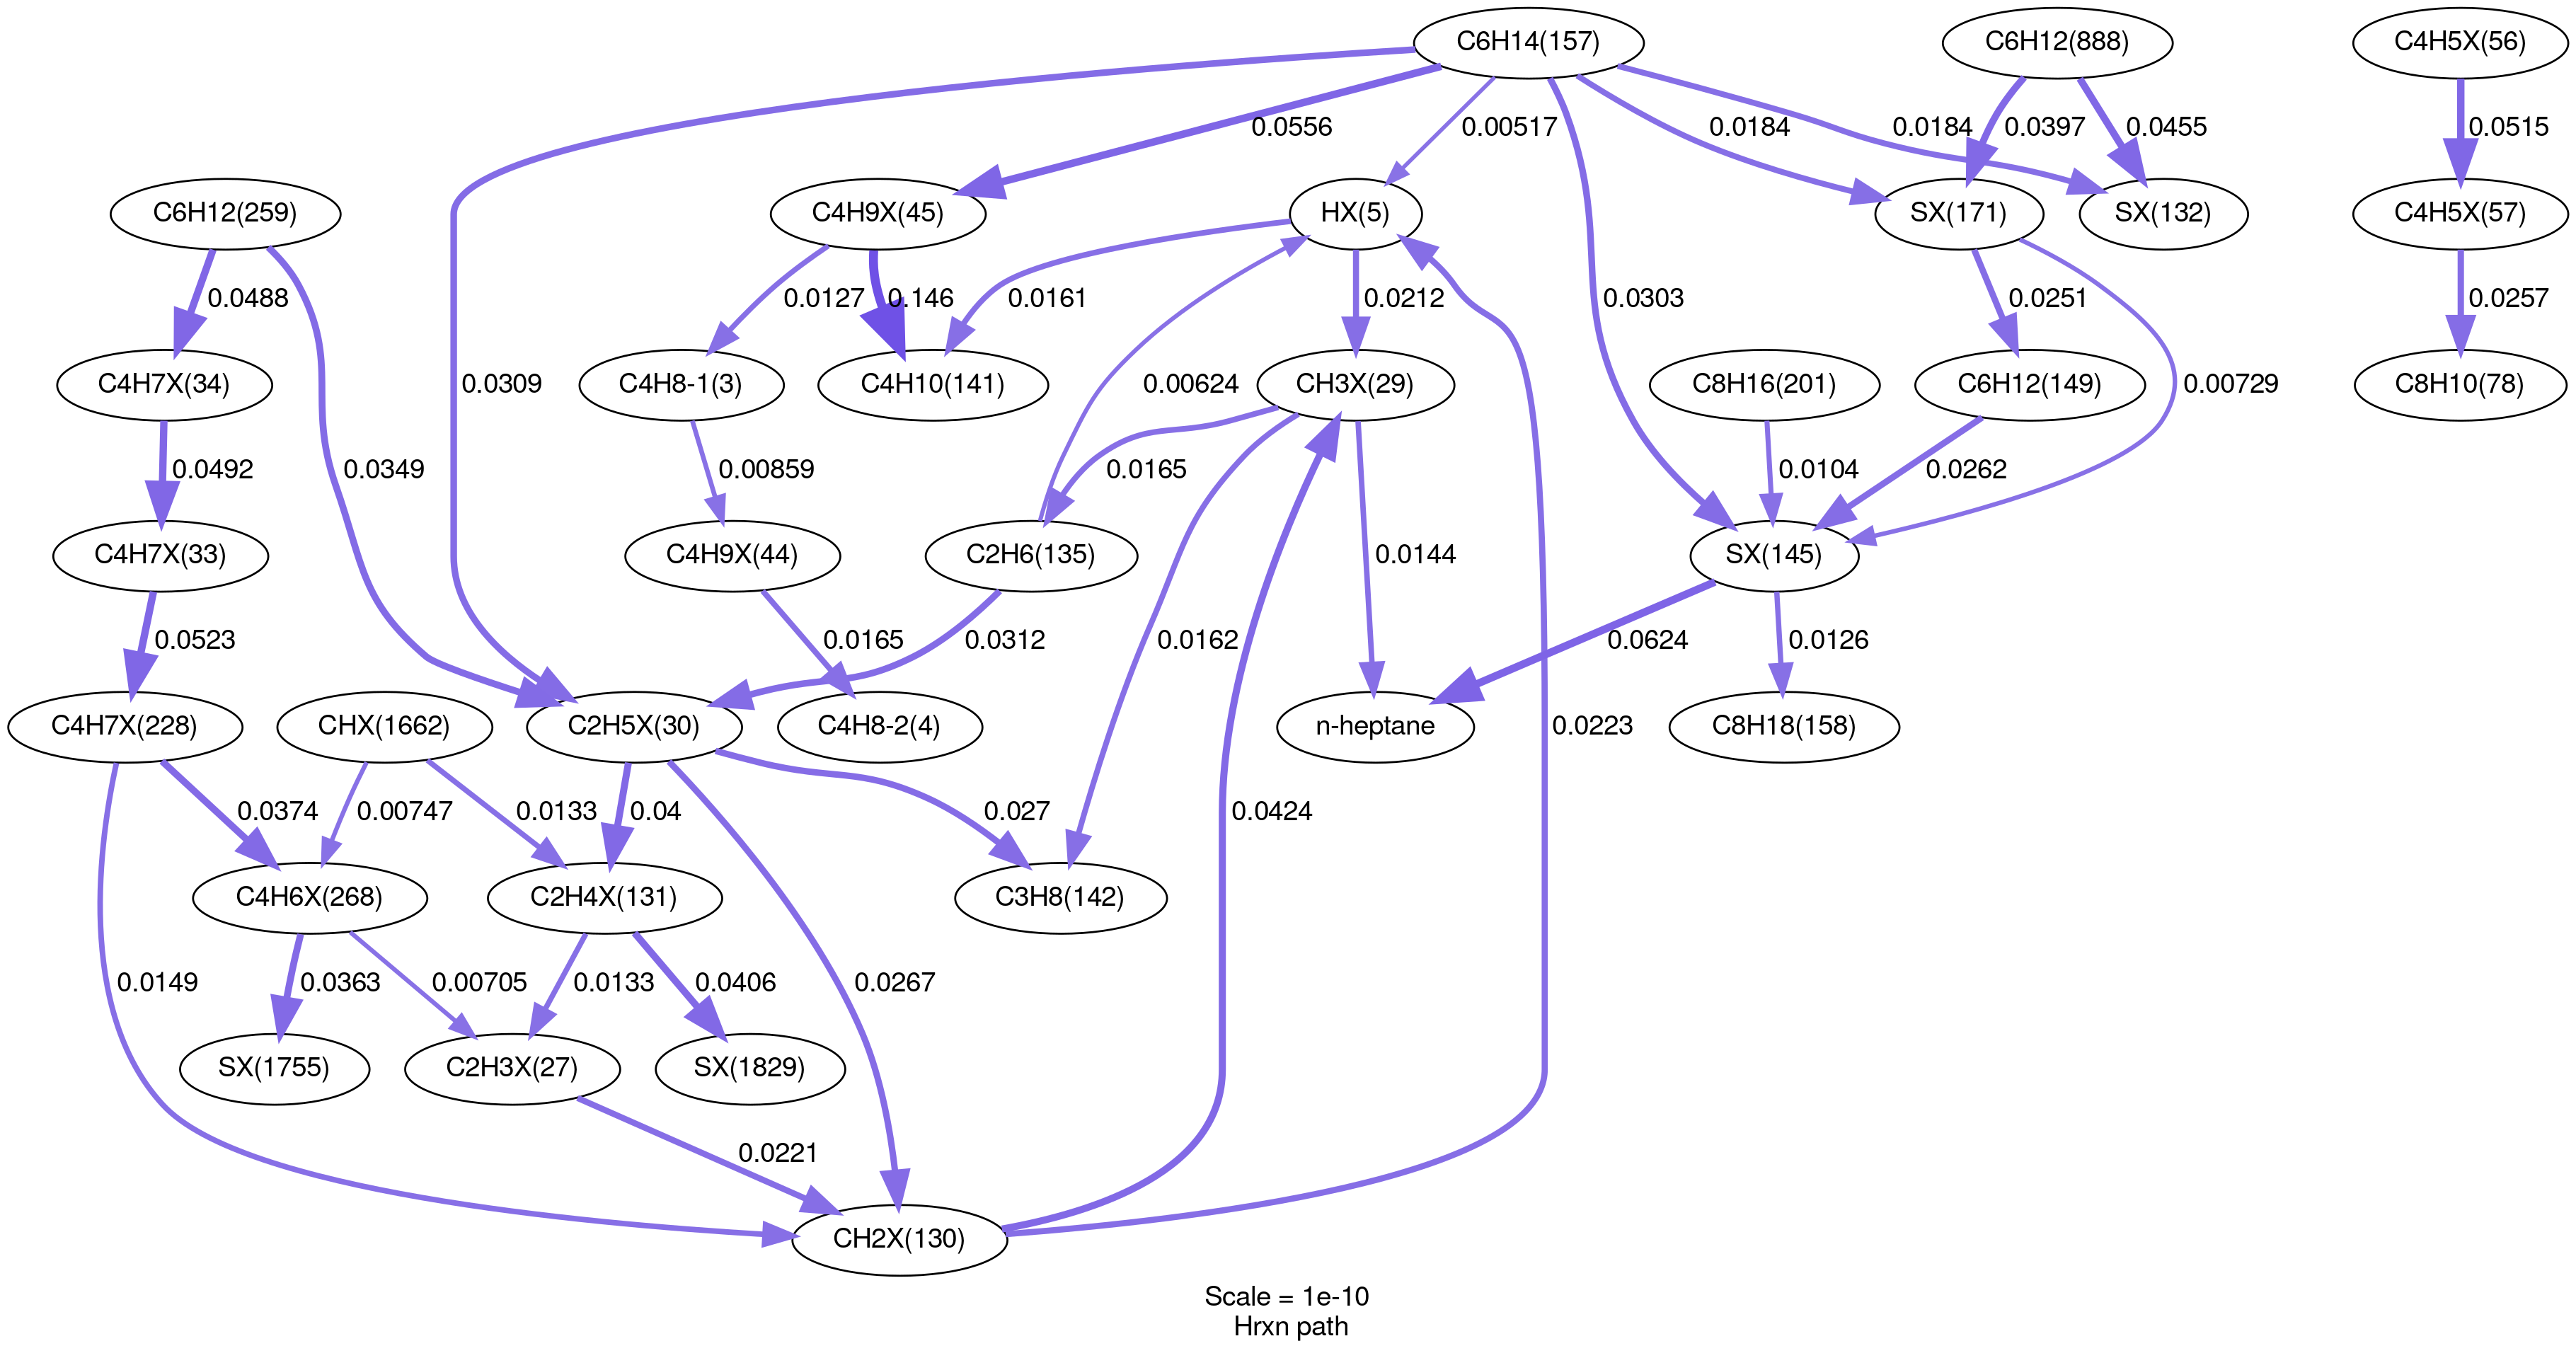 C6H14(157)
C6H12(888)
C4H5X(56)
0.0556
0.00517
0.0184
0.0184
0.0397
0.0455
0.0515
C6H12(259)
C4H9X(45)
HX(5)
SX(171)
SX(132)
C4H5X(57)
0.0488
0.0127
0.146
0.0161
0.0212
0.0303
0.0251
0.0257
C4H7X(34)
0.0309
C4H8-1(3)
C4H10(141)
0.00624
CH3X(29)
C8H16(201)
C6H12(149)
0.00729
C8H10(78)
0.0492
0.0349
0.00859
0.0165
0.0144
0.0104
0.0262
C4H7X(33)
C4H9X(44)
C2H6(135)
SX(145)
0.0523
0.0165
0.0312
0.0162
0.0624
0.0126
C4H7X(228)
CHX(1662)
C2H5X(30)
C4H8-2(4)
n-heptane
0.0223
C8H18(158)
0.0374
0.00747
0.0133
0.04
0.027
0.0424
C4H6X(268)
C2H4X(131)
C3H8(142)
0.0149
0.0363
0.00705
0.0133
0.0406
0.0267
SX(1755)
C2H3X(27)
SX(1829)
0.0221
CH2X(130)
Scale = 1e-10
Hrxn path